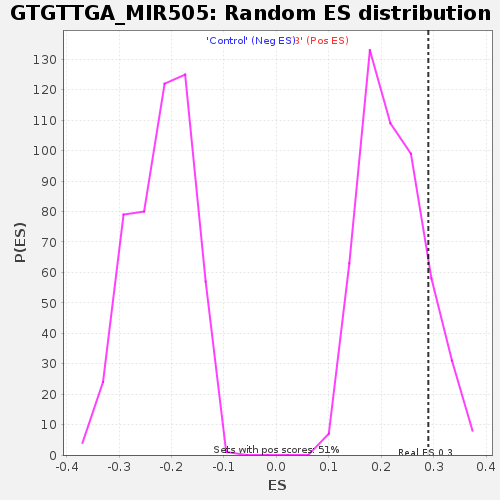 GTGTTGA_MIR505: Random ES distribution
'Control' (Neg ES)3' (Pos ES)
130
120
110
100
90
80
70
60
50
40
30
20
10
0
P(ES)
Sets with pos scores: 51%
Real ES 0.3
-0.4 -0.3 -0.2 -0.1 0.0 0.1 0.2 0.3 0.4
ES